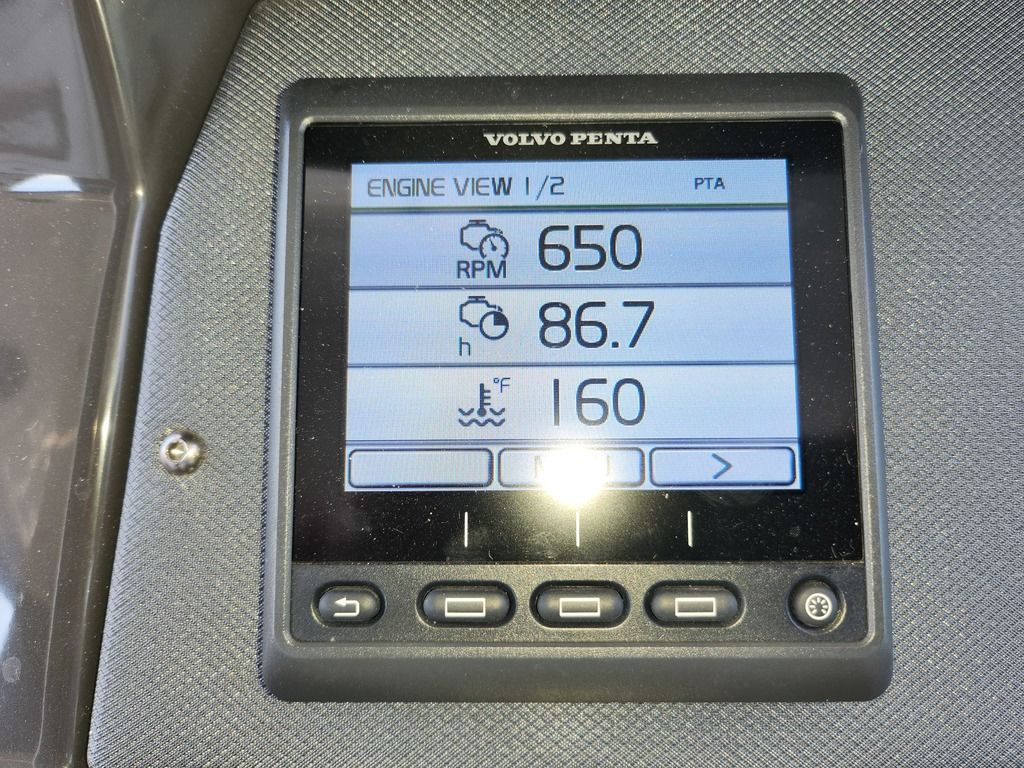 VOLVO PENTA
ENGINE VIEW 1/2 PTA
RPM 650
h 86.7
°F 160
>